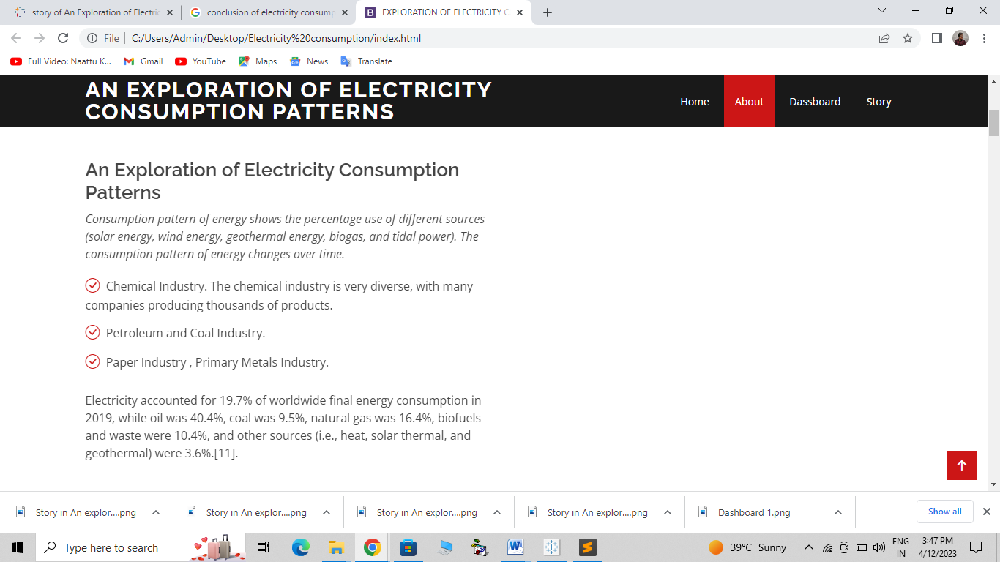 story of An Exploration of Electric
conclusion of electricity consump
EXPLORATION OF ELECTRICITY C
File
C:/Users/Admin/Desktop/Electricity%20consumption/index.html
Full Video: Naattu K...
Gmail
YouTube
Maps
News
Translate
AN EXPLORATION OF ELECTRICITY
CONSUMPTION PATTERNS
Home
About
Dassboard
Story
An Exploration of Electricity Consumption
Patterns
Consumption pattern of energy shows the percentage use of different sources
(solar energy, wind energy, geothermal energy, biogas, and tidal power). The
consumption pattern of energy changes over time.
Chemical Industry. The chemical industry is very diverse, with many
companies producing thousands of products.
Petroleum and Coal Industry.
Paper Industry , Primary Metals Industry.
Electricity accounted for 19.7% of worldwide final energy consumption in
2019, while oil was 40.4%, coal was 9.5%, natural gas was 16.4%, biofuels
and waste were 10.4%, and other sources (i.e., heat, solar thermal, and
geothermal) were 3.6%.[11].
Story in An explor....png
Story in An explor....png
Story in An explor....png
Story in An explor....png
Dashboard 1.png
Show all
Type here to search
39°C Sunny
ENG
IN
3:47 PM
4/12/2023